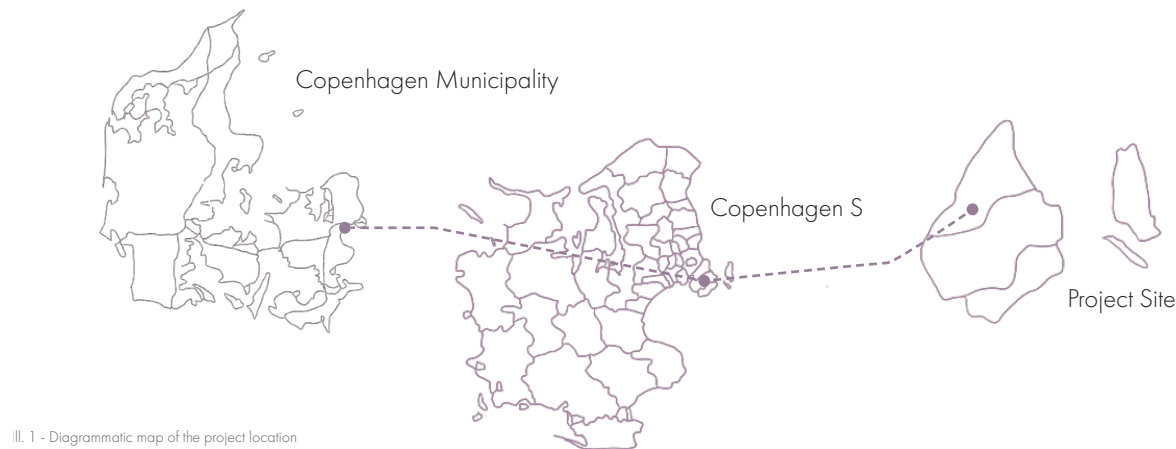 Copenhagen Municipality
Copenhagen S
Project Site
Ill. 1 - Diagrammatic map of the project location